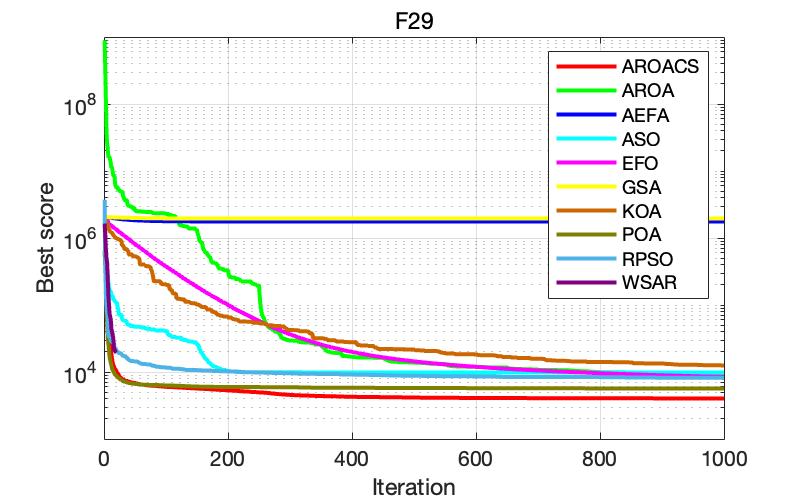 F29
Best score
10^8
10^6
10^4
0 200 400 600 800 1000
Iteration
AROACS
AROA
AEFA
ASO
EFO
GSA
KOA
POA
RPSO
WSAR